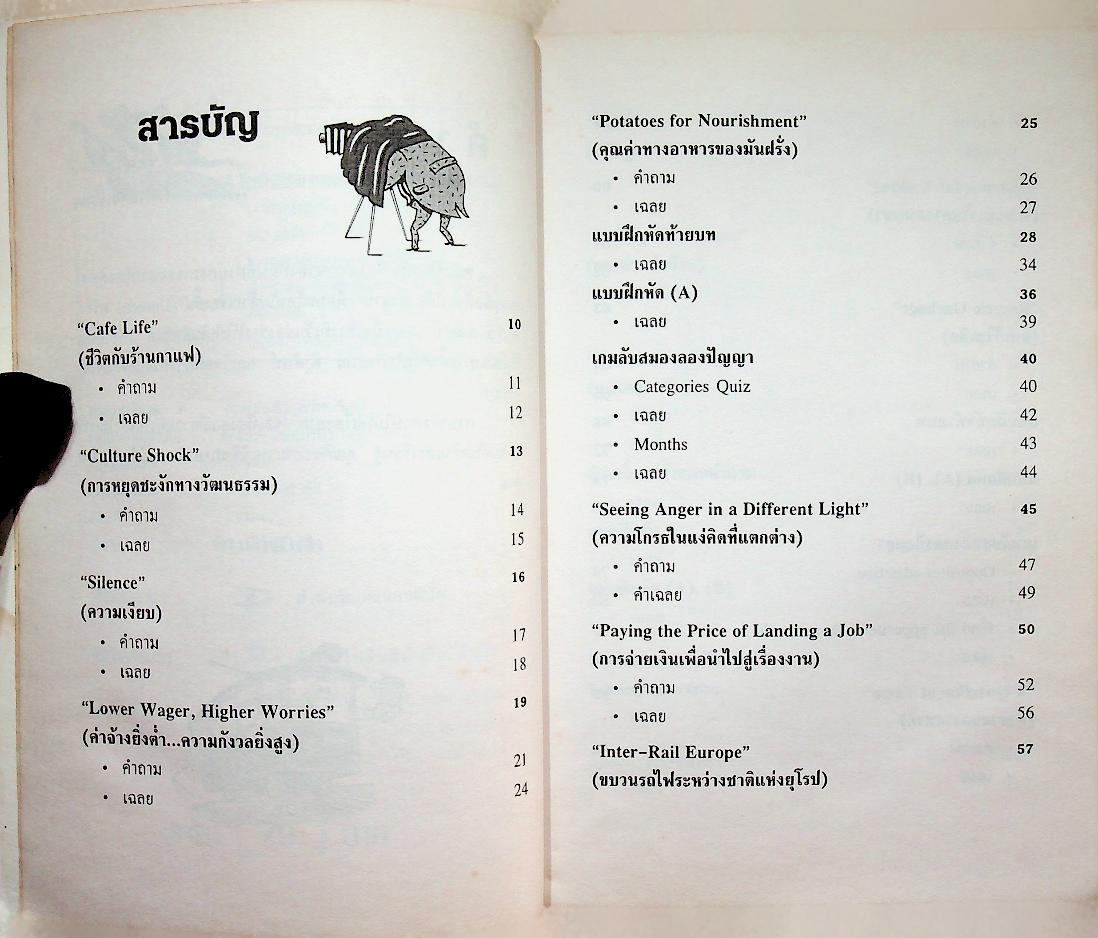 สารบัญ
“Cafe Life” 10
(ชีวิตกับร้านกาแฟ)
• คำถาม 11
• เฉลย 12
“Culture Shock” 13
(การหยุดชะงักทางวัฒนธรรม)
• คำถาม 14
• เฉลย 15
“Silence” 16
(ความเงียบ)
• คำถาม 17
• เฉลย 18
“Lower Wager, Higher Worries” 19
(ค่าจ้างยิ่งต่ำ...ความกังวลยิ่งสูง)
• คำถาม 21
• เฉลย 24
“Potatoes for Nourishment” 25
(คุณค่าทางอาหารของมันฝรั่ง)
• คำถาม 26
• เฉลย 27
แบบฝึกหัดท้ายบท 28
• เฉลย 34
แบบฝึกหัด (A) 36
• เฉลย 39
เกมลับสมองลองปัญญา 40
• Categories Quiz 40
• เฉลย 42
• Months 43
• เฉลย 44
“Seeing Anger in a Different Light” 45
(ความโกรธในแง่คิดที่แตกต่าง)
• คำถาม 47
• คำเฉลย 49
“Paying the Price of Landing a Job” 50
(การจ่ายเงินเพื่อนำไปสู่เรื่องงาน)
• คำถาม 52
• เฉลย 56
“Inter-Rail Europe” 57
(ขบวนรถไฟระหว่างชาติแห่งยุโรป)